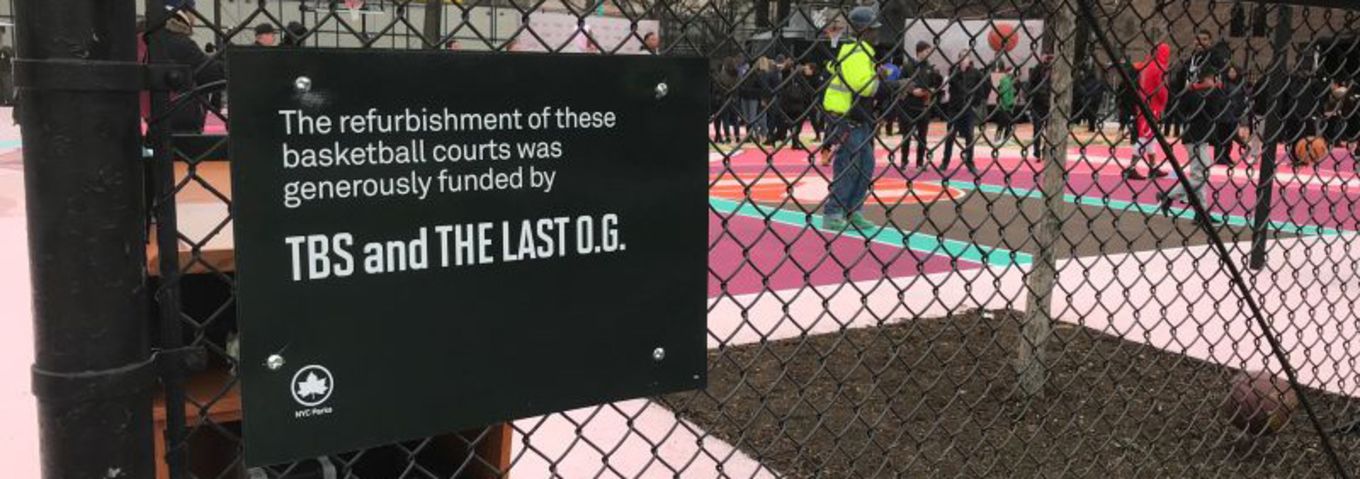 The refurbishment of these
basketball courts was
generously funded by
TBS and THE LAST O.G.
NYC Parks